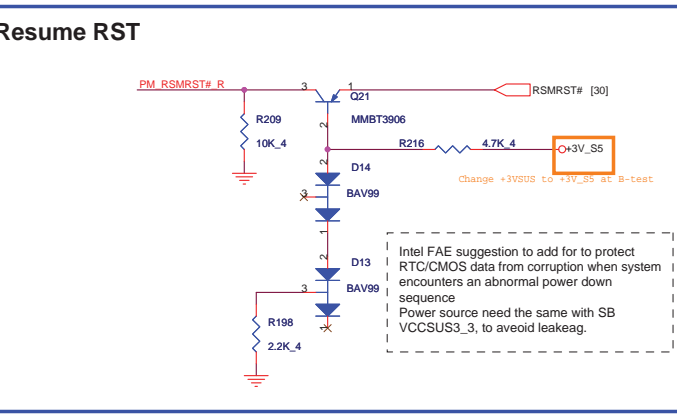 Resume RST
PM_RSMRST#_R
3
1
Q21
RSMRST# [30]
R209
10K_4
2
MMBT3906
R216
4.7K_4
+3V_S5
2
D14
3
BAV99
Change +3VSUS to +3V_S5 at B-test
1
2
D13
3
BAV99
R198
2.2K_4
1
Intel FAE suggestion to add for to protect
RTC/CMOS data from corruption when system
encounters an abnormal power down
sequence
Power source need the same with SB
VCCSUS3_3, to aveoid leakeag.